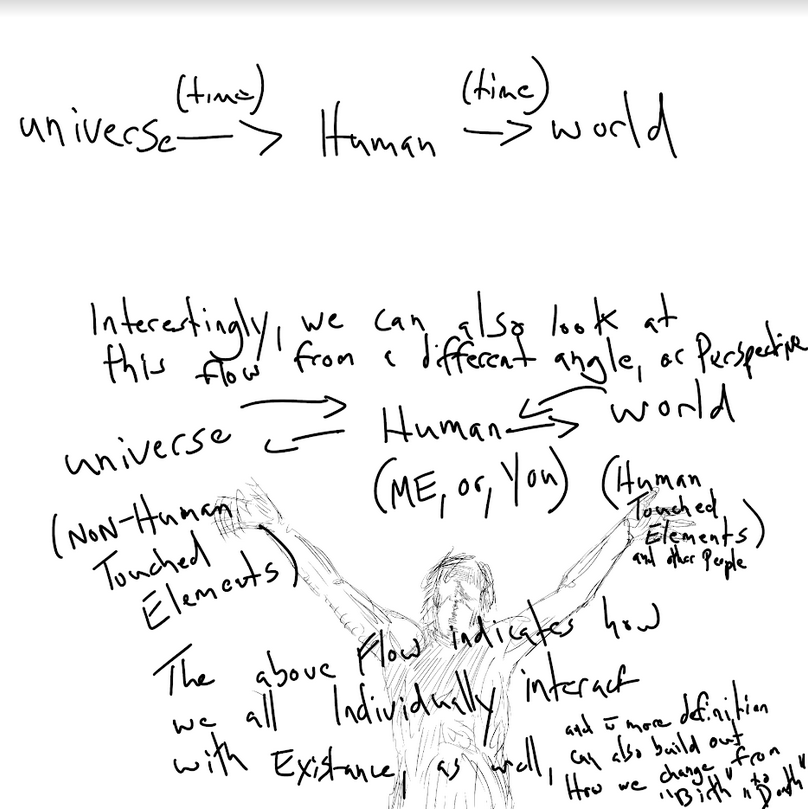 (time) (time)
universe → Human → world
Interestingly, we can also look at
this flow from a different angle, or Perspective
universe Human world
(NON-Human Touched Elements)
(ME, or, You)
(Human Touched Elements and other People)
The above Flow indicates how
we all Individually interact
with Existance, as well,
and more definition
can also build out
How we change from
"Birth" to "Death"